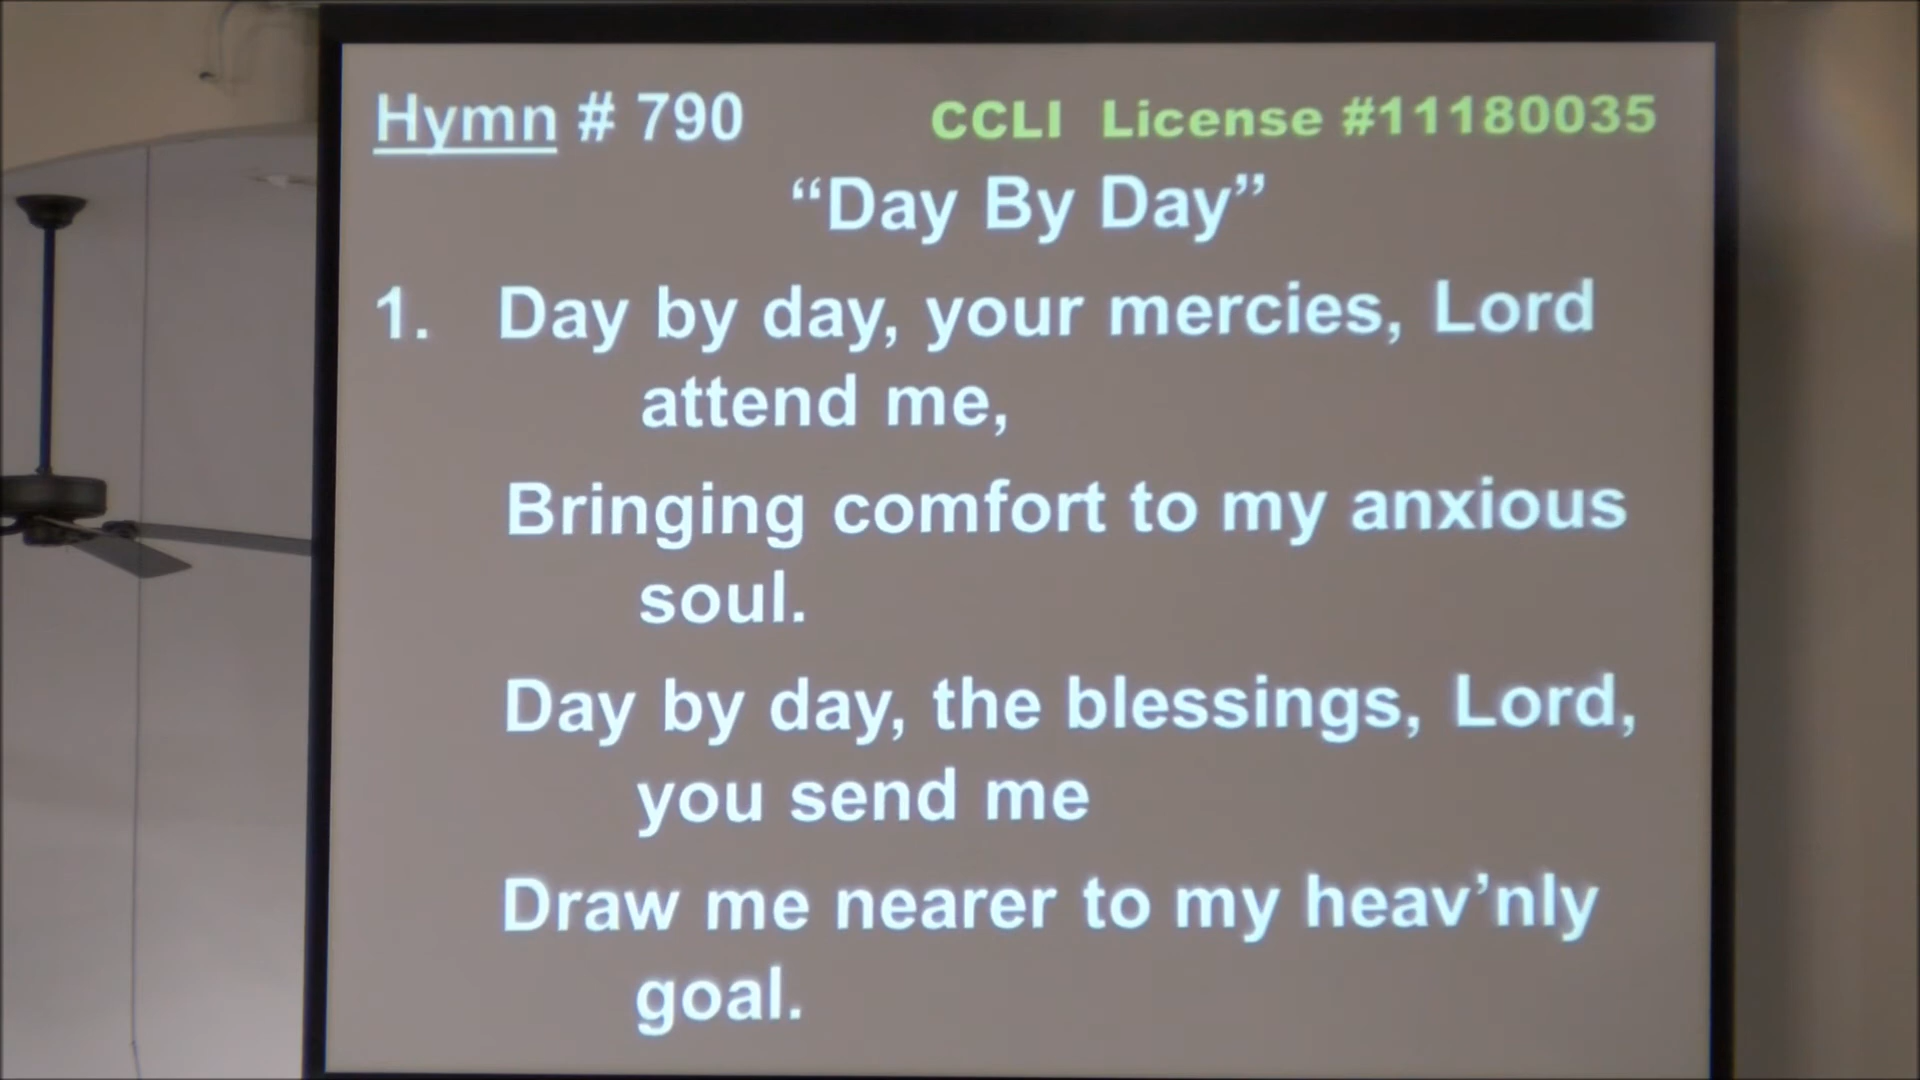 Hymn # 790 CCLI License #11180035
“Day By Day”
1. Day by day, your mercies, Lord
attend me,
Bringing comfort to my anxious
soul.
Day by day, the blessings, Lord,
you send me
Draw me nearer to my heav’nly
goal.